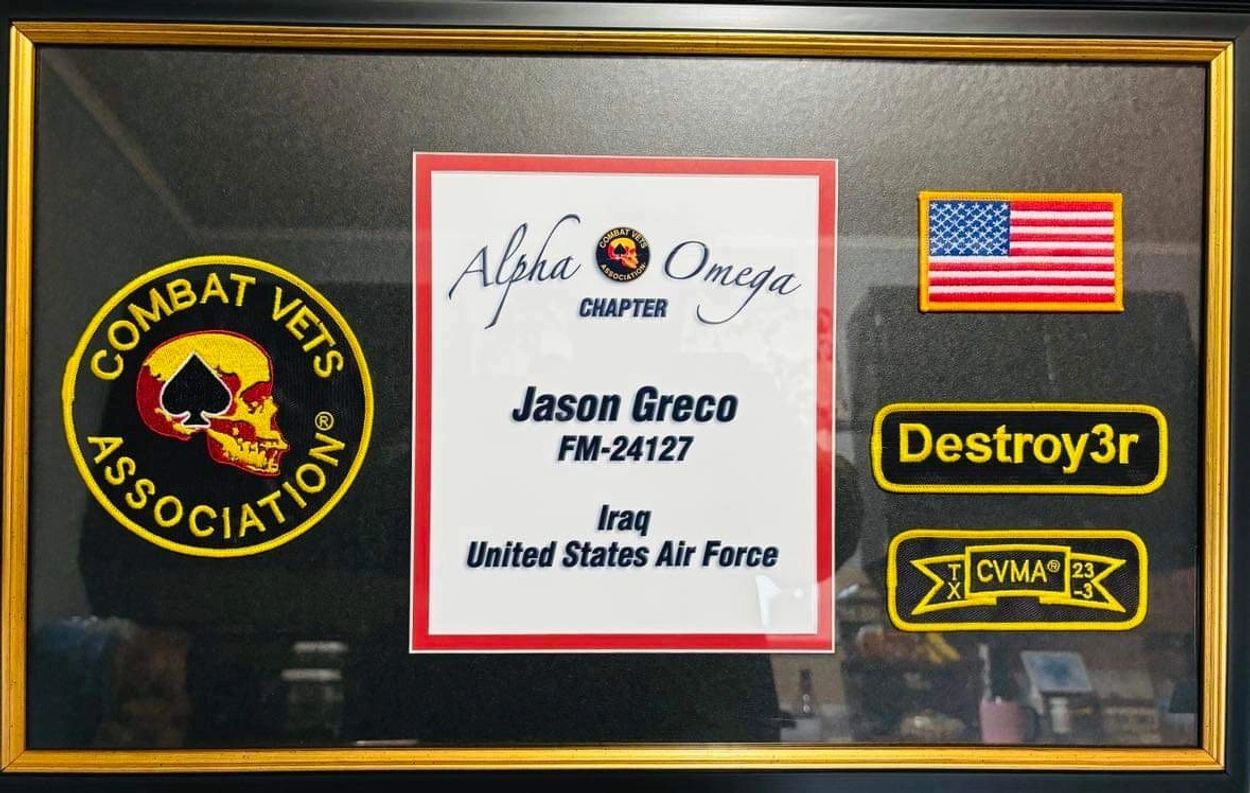 COMBAT VETS
ASSOCIATION®
Alpha Omega
COMBAT VETS
ASSOCIATION
CHAPTER
Jason Greco
FM-24127
Iraq
United States Air Force
Destroy3r
TX CVMA® 23-3